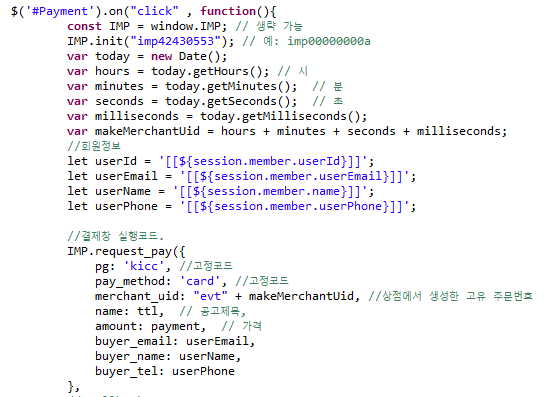 $('#Payment').on("click" , function(){
const IMP = window.IMP; // 생략 가능
IMP.init("imp42430553"); // 예: imp00000000a
var today = new Date();
var hours = today.getHours(); // 시
var minutes = today.getMinutes();  // 분
var seconds = today.getSeconds();  // 초
var milliseconds = today.getMilliseconds();
var makeMerchantUid = hours + minutes + seconds + milliseconds;
//회원정보
let userId = '[[${session.member.userId}]]';
let userEmail = '[[${session.member.userEmail}]]';
let userName = '[[${session.member.name}]]';
let userPhone = '[[${session.member.userPhone}]]';
//결제창 실행코드.
IMP.request_pay({
pg: 'kicc', //고정코드
pay_method: 'card', //고정코드
merchant_uid: "evt" + makeMerchantUid, //상점에서 생성한 고유 주문번호
name: ttl,  // 공고제목,
amount: payment,  // 가격
buyer_email: userEmail,
buyer_name: userName,
buyer_tel: userPhone
},